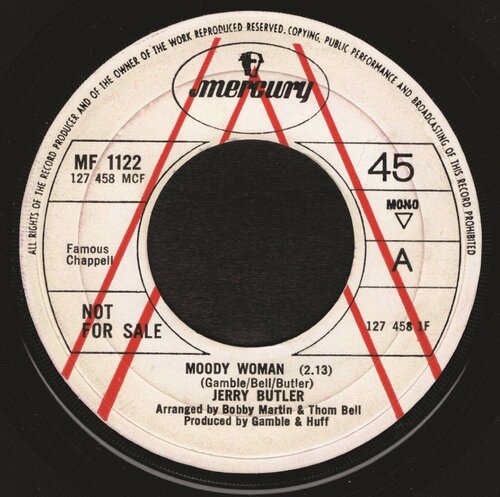 ALL RIGHTS OF THE RECORD PRODUCER AND OF THE OWNER OF THE WORK REPRODUCED RESERVED. COPYING, PUBLIC PERFORMANCE AND BROADCASTING OF THIS RECORD PROHIBITED
mercury
MF 1122
127 458 MCF
45
MONO
Famous
Chappell
A
NOT
FOR SALE
127 458 1F
MOODY WOMAN (2.13)
(Gamble/Bell/Butler)
JERRY BUTLER
Arranged by Bobby Martin & Thom Bell
Produced by Gamble & Huff